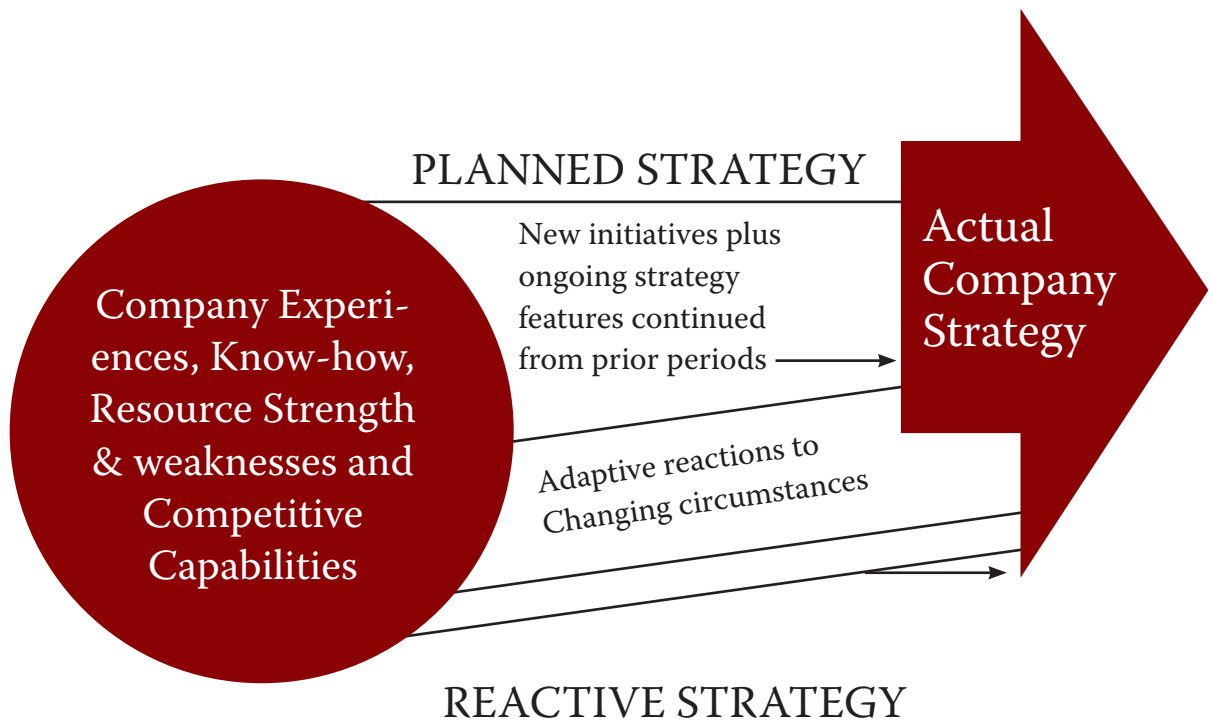 PLANNED STRATEGY
New initiatives plus
ongoing strategy
features continued
from prior periods
Actual
Company
Strategy
Company Experi-
ences, Know-how,
Resource Strength
& weaknesses and
Competitive
Capabilities
Adaptive reactions to
Changing circumstances
REACTIVE STRATEGY